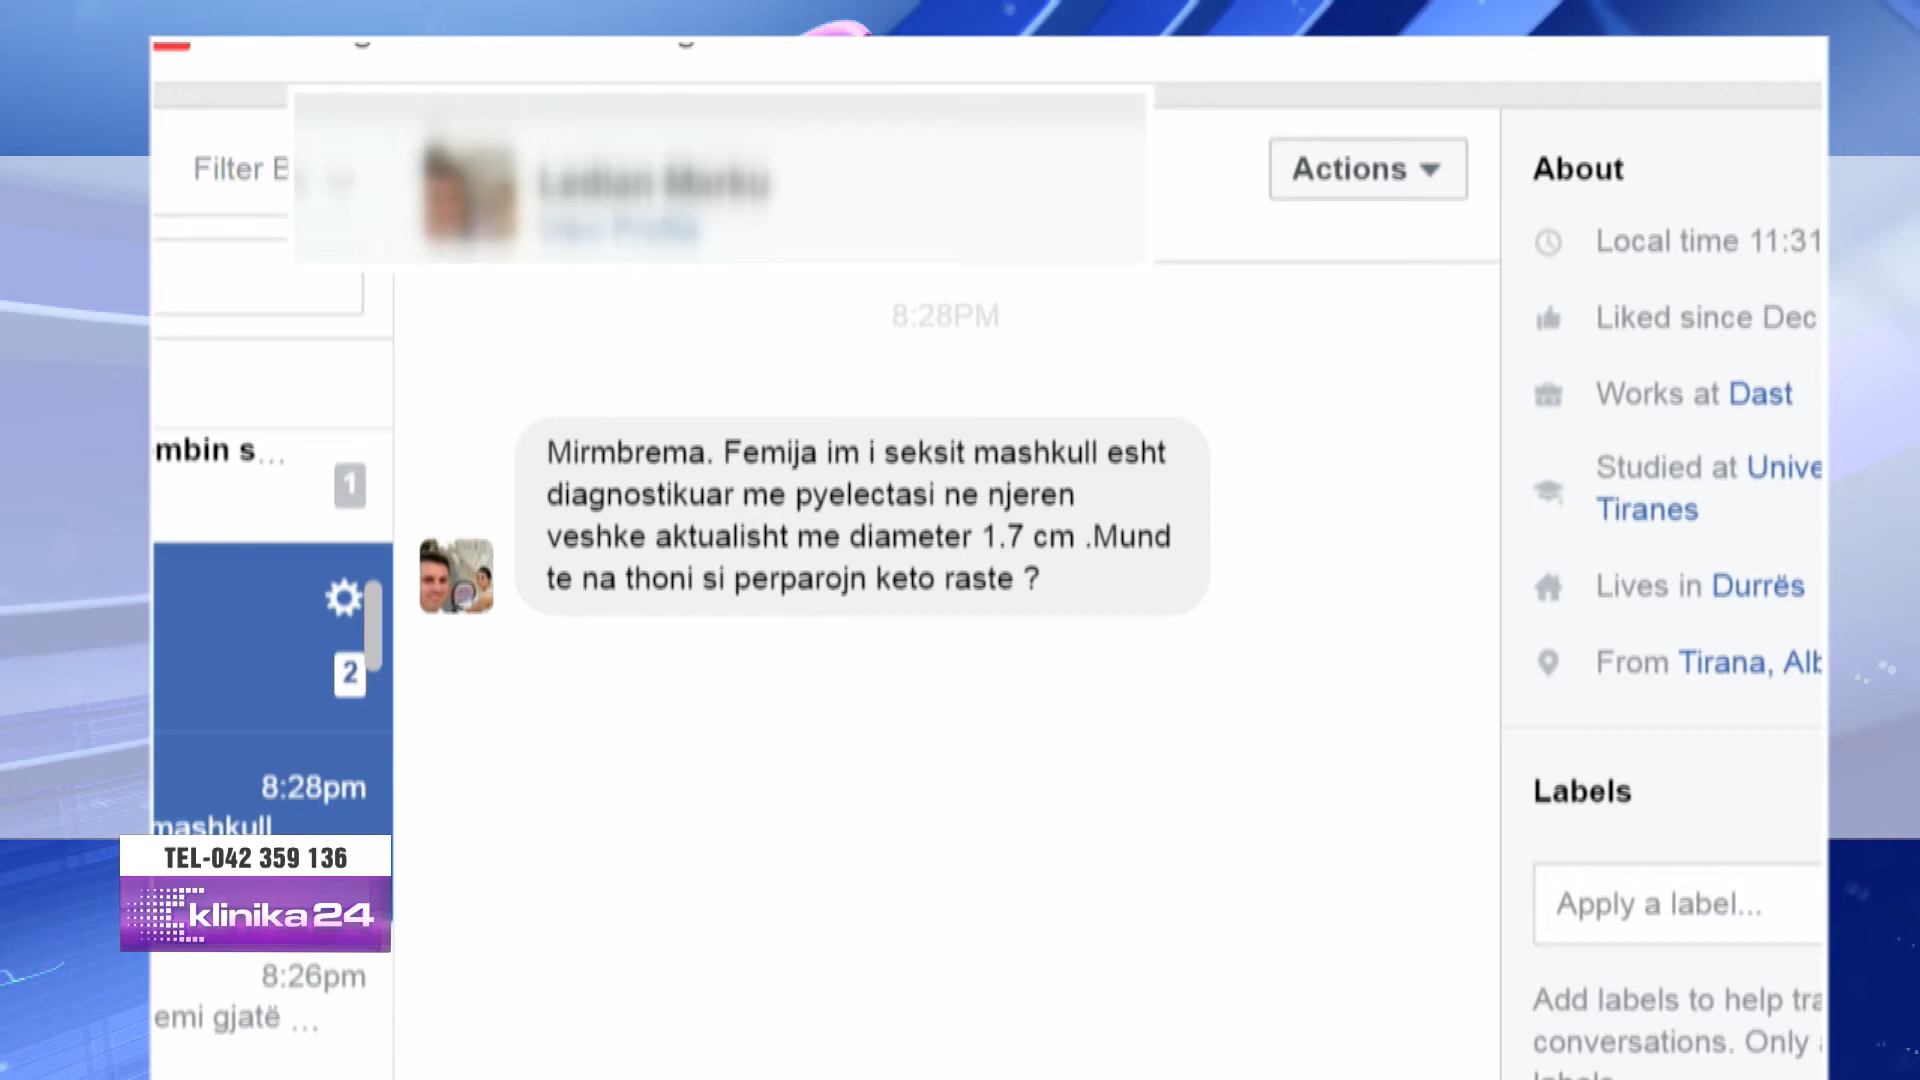 Filter
Actions
About
Local time 11:31
Liked since Dec
Works at Dast
Studied at Unive
Tiranes
Lives in Durrës
From Tirana, Alb
8:28PM
mbin s...
1
Mirmbrema. Femija im i seksit mashkull esht
diagnostikuar me pyelectasi ne njeren
veshke aktualisht me diameter 1.7 cm .Mund
te na thoni si perparojn keto raste ?
2
8:28pm
mashkull
TEL-042 359 136
klinika 24
8:26pm
emi gjatë ...
Labels
Apply a label...
Add labels to help tra
conversations. Only